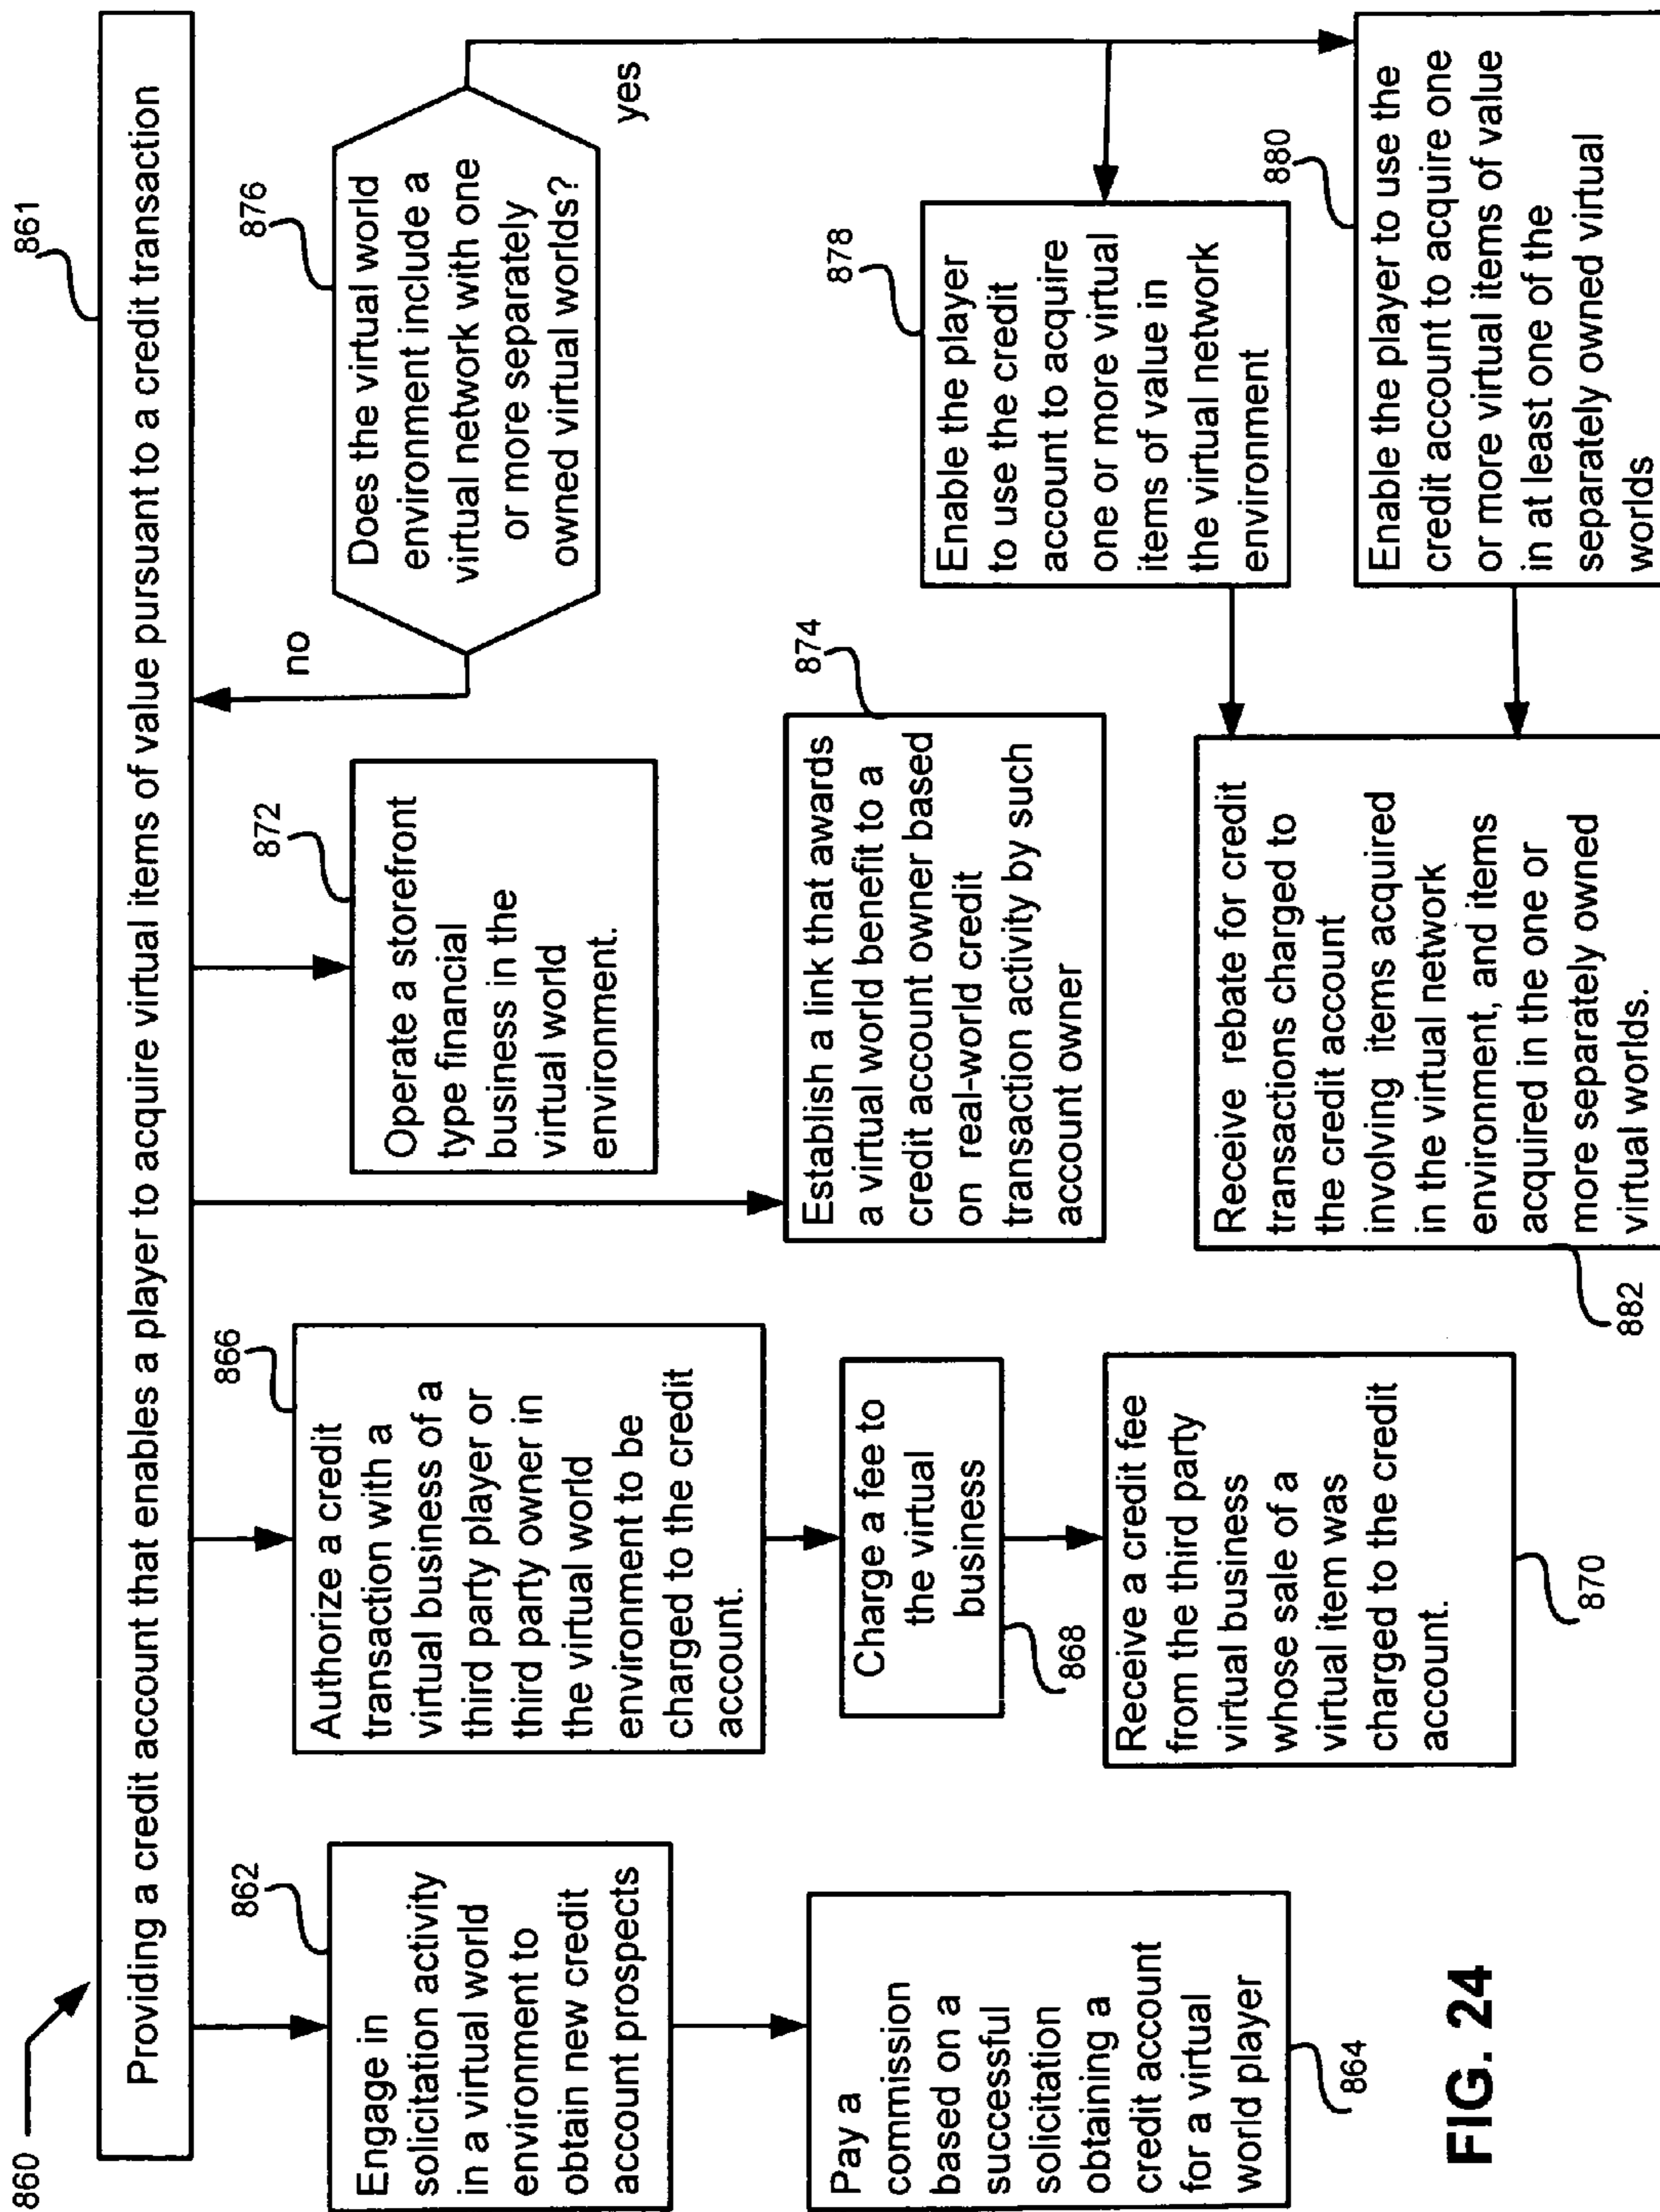 860
861
Providing a credit account that enables a player to acquire virtual items of value pursuant to a credit transaction
862
Engage in
solicitation activity
in a virtual world
environment to
obtain new credit
account prospects
Pay a
commission
based on a
successful
solicitation
obtaining a
credit account
for a virtual
world player
864
866
Authorize a credit
transaction with a
virtual business of a
third party player or
third party owner in
the virtual world
environment to be
charged to the credit
account.
Charge a fee to
the virtual
business
868
Receive a credit fee
from the third party
virtual business
whose sale of a
virtual item was
charged to the credit
account.
870
872
Operate a storefront
type financial
business in the
virtual world
environment.
874
Establish a link that awards
a virtual world benefit to a
credit account owner based
on real-world credit
transaction activity by such
account owner
876
Does the virtual world
environment include a
virtual network with one
or more separately
owned virtual worlds?
no
yes
878
Enable the player
to use the credit
account to acquire
one or more virtual
items of value in
the virtual network
environment
880
Enable the player to use the
credit account to acquire one
or more virtual items of value
in at least one of the
separately owned virtual
worlds
Receive rebate for credit
transactions charged to
the credit account
involving items acquired
in the virtual network
environment, and items
acquired in the one or
more separately owned
virtual worlds.
882
FIG. 24